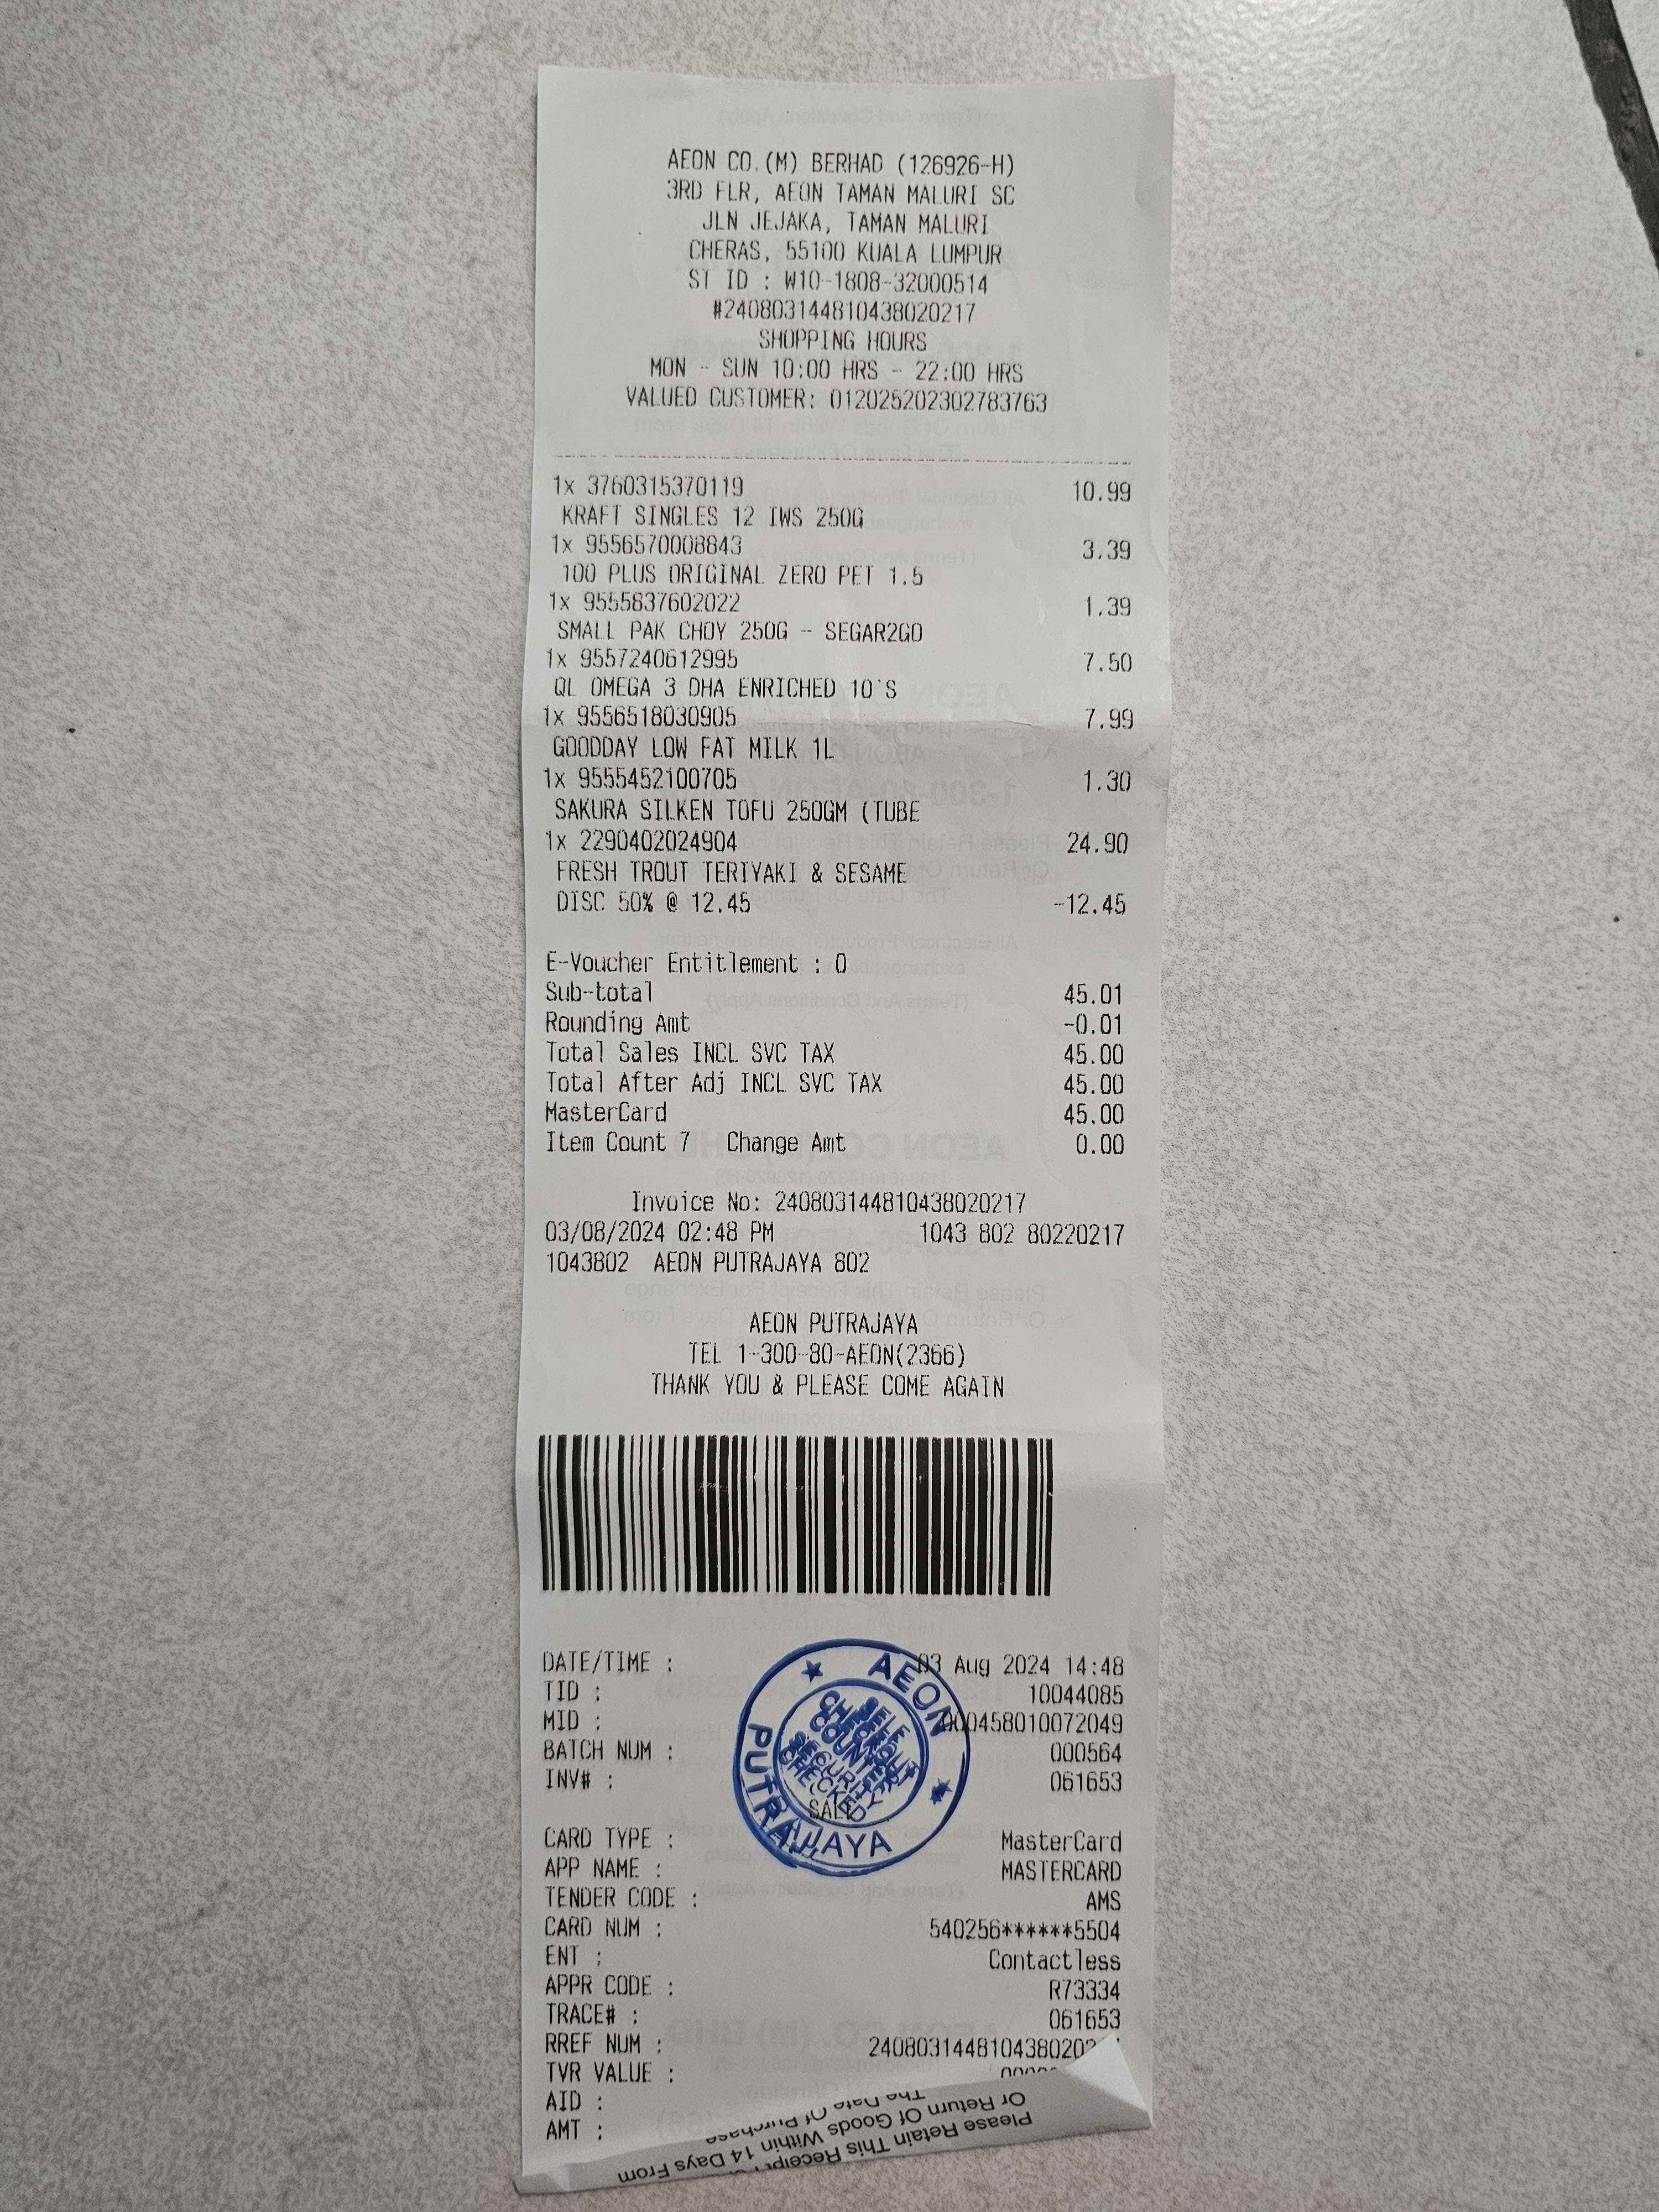 AEON CO.(M) BERHAD (126926-H)
3RD FLR, AEON TAMAN MALURI SC
JLN JEJAKA, TAMAN MALURI
CHERAS, 55100 KUALA LUMPUR
ST ID : W10-1808-32000514
#240803144810438020217
SHOPPING HOURS
MON - SUN 10:00 HRS - 22:00 HRS
VALUED CUSTOMER: 012025202302783763
1x 3760315370119 10.99
KRAFT SINGLES 12 IWS 250G
1x 9556570008843 3.39
100 PLUS ORIGINAL ZERO PET 1.5
1x 9555837602022 1.39
SMALL PAK CHOY 250G - SEGAR2GO
1x 9557240612995 7.50
QL OMEGA 3 DHA ENRICHED 10`S
1x 9556518030905 7.99
GOODDAY LOW FAT MILK 1L
1x 9555452100705 1.30
SAKURA SILKEN TOFU 250GM (TUBE
1x 2290402024904 24.90
FRESH TROUT TERIYAKI & SESAME
DISC 50% @ 12.45 -12.45
E-Voucher Entitlement : 0
Sub-total 45.01
Rounding Amt -0.01
Total Sales INCL SVC TAX 45.00
Total After Adj INCL SVC TAX 45.00
MasterCard 45.00
Item Count 7 Change Amt 0.00
Invoice No: 240803144810438020217
03/08/2024 02:48 PM 1043 802 80220217
1043802 AEON PUTRAJAYA 802
AEON PUTRAJAYA
TEL 1-300-80-AEON(2366)
THANK YOU & PLEASE COME AGAIN
DATE/TIME : 03 Aug 2024 14:48
TID : 10044085
MID : 000458010072049
BATCH NUM : 000564
INV# : 061653
SALE
AEON
PUTRAJAYA
SELF
CHECKOUT
COUNTER
SECURITY
CHECKED
CARD TYPE : MasterCard
APP NAME : MASTERCARD
TENDER CODE : AMS
CARD NUM : 540256******5504
ENT : Contactless
APPR CODE : R73334
TRACE# : 061653
RREF NUM : 240803144810438020
TVR VALUE :
AID :
AMT :
Please Retain This Receipt
Or Return Of Goods Within 14 Days From
The Date Of Purchase